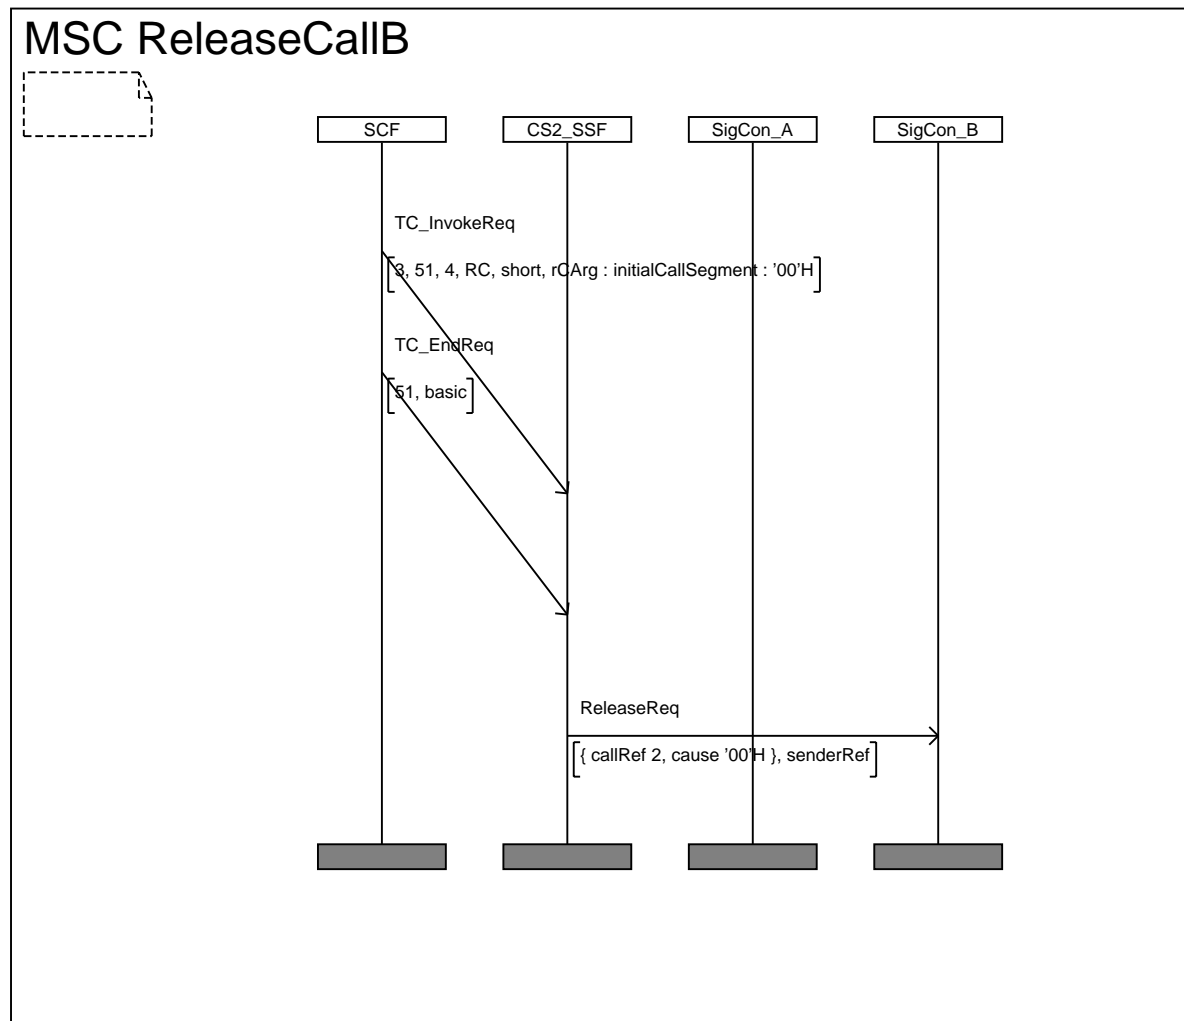 MSC ReleaseCallB
SCF
CS2_SSF
SigCon_A
SigCon_B
TC_InvokeReq
3, 51, 4, RC, short, rCArg : initialCallSegment : ’00’H
TC_EndReq
51, basic
ReleaseReq
{ callRef 2, cause ’00’H }, senderRef